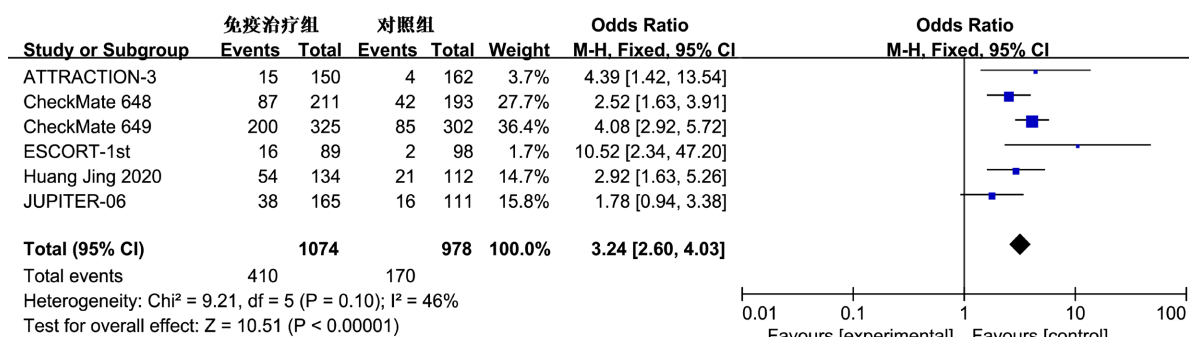 免疫治疗组 对照组 Odds Ratio Odds Ratio
Study or Subgroup Events Total Events Total Weight M-H, Fixed, 95% CI M-H, Fixed, 95% CI
ATTRACTION-3 15 150 4 162 3.7% 4.39 [1.42, 13.54]
CheckMate 648 87 211 42 193 27.7% 2.52 [1.63, 3.91]
CheckMate 649 200 325 85 302 36.4% 4.08 [2.92, 5.72]
ESCORT-1st 16 89 2 98 1.7% 10.52 [2.34, 47.20]
Huang Jing 2020 54 134 21 112 14.7% 2.92 [1.63, 5.26]
JUPITER-06 38 165 16 111 15.8% 1.78 [0.94, 3.38]
Total (95% CI) 1074 978 100.0% 3.24 [2.60, 4.03]
Total events 410 170
Heterogeneity: Chi² = 9.21, df = 5 (P = 0.10); I² = 46%
Test for overall effect: Z = 10.51 (P < 0.00001)
0.01 0.1 1 10 100
Favours [experimental] Favours [control]